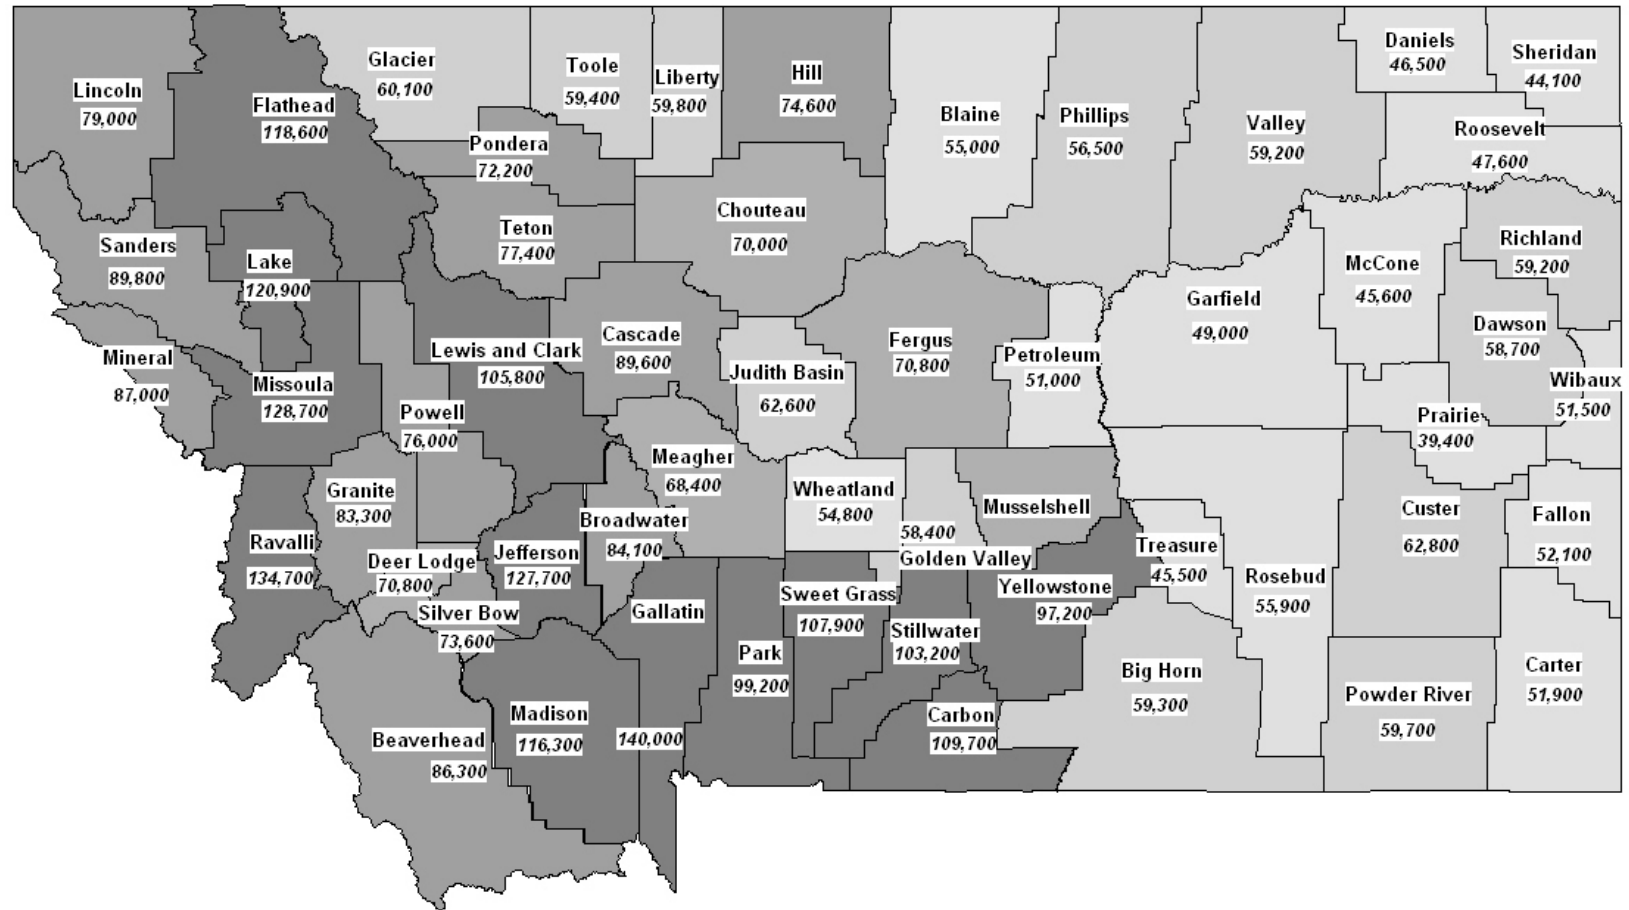 Lincoln
79,000
Flathead
118,600
Glacier
60,100
Toole
59,400
Liberty
59,800
Hill
74,600
Blaine
55,000
Phillips
56,500
Valley
59,200
Daniels
46,500
Sheridan
44,100
Roosevelt
47,600
Pondera
72,200
Teton
77,400
Chouteau
70,000
Sanders
89,800
Lake
120,900
McCone
45,600
Richland
59,200
Garfield
49,000
Dawson
58,700
Mineral
87,000
Missoula
128,700
Lewis and Clark
105,800
Cascade
89,600
Judith Basin
62,600
Fergus
70,800
Petroleum
51,000
Wibaux
51,500
Prairie
39,400
Powell
76,000
Meagher
68,400
Granite
83,300
Wheatland
54,800
Musselshell
58,400
Golden Valley
Custer
62,800
Fallon
52,100
Ravalli
134,700
Deer Lodge
70,800
Jefferson
127,700
Broadwater
84,100
Treasure
45,500
Rosebud
55,900
Silver Bow
73,600
Gallatin
140,000
Sweet Grass
107,900
Yellowstone
97,200
Stillwater
103,200
Park
99,200
Big Horn
59,300
Powder River
59,700
Carter
51,900
Beaverhead
86,300
Madison
116,300
Carbon
109,700